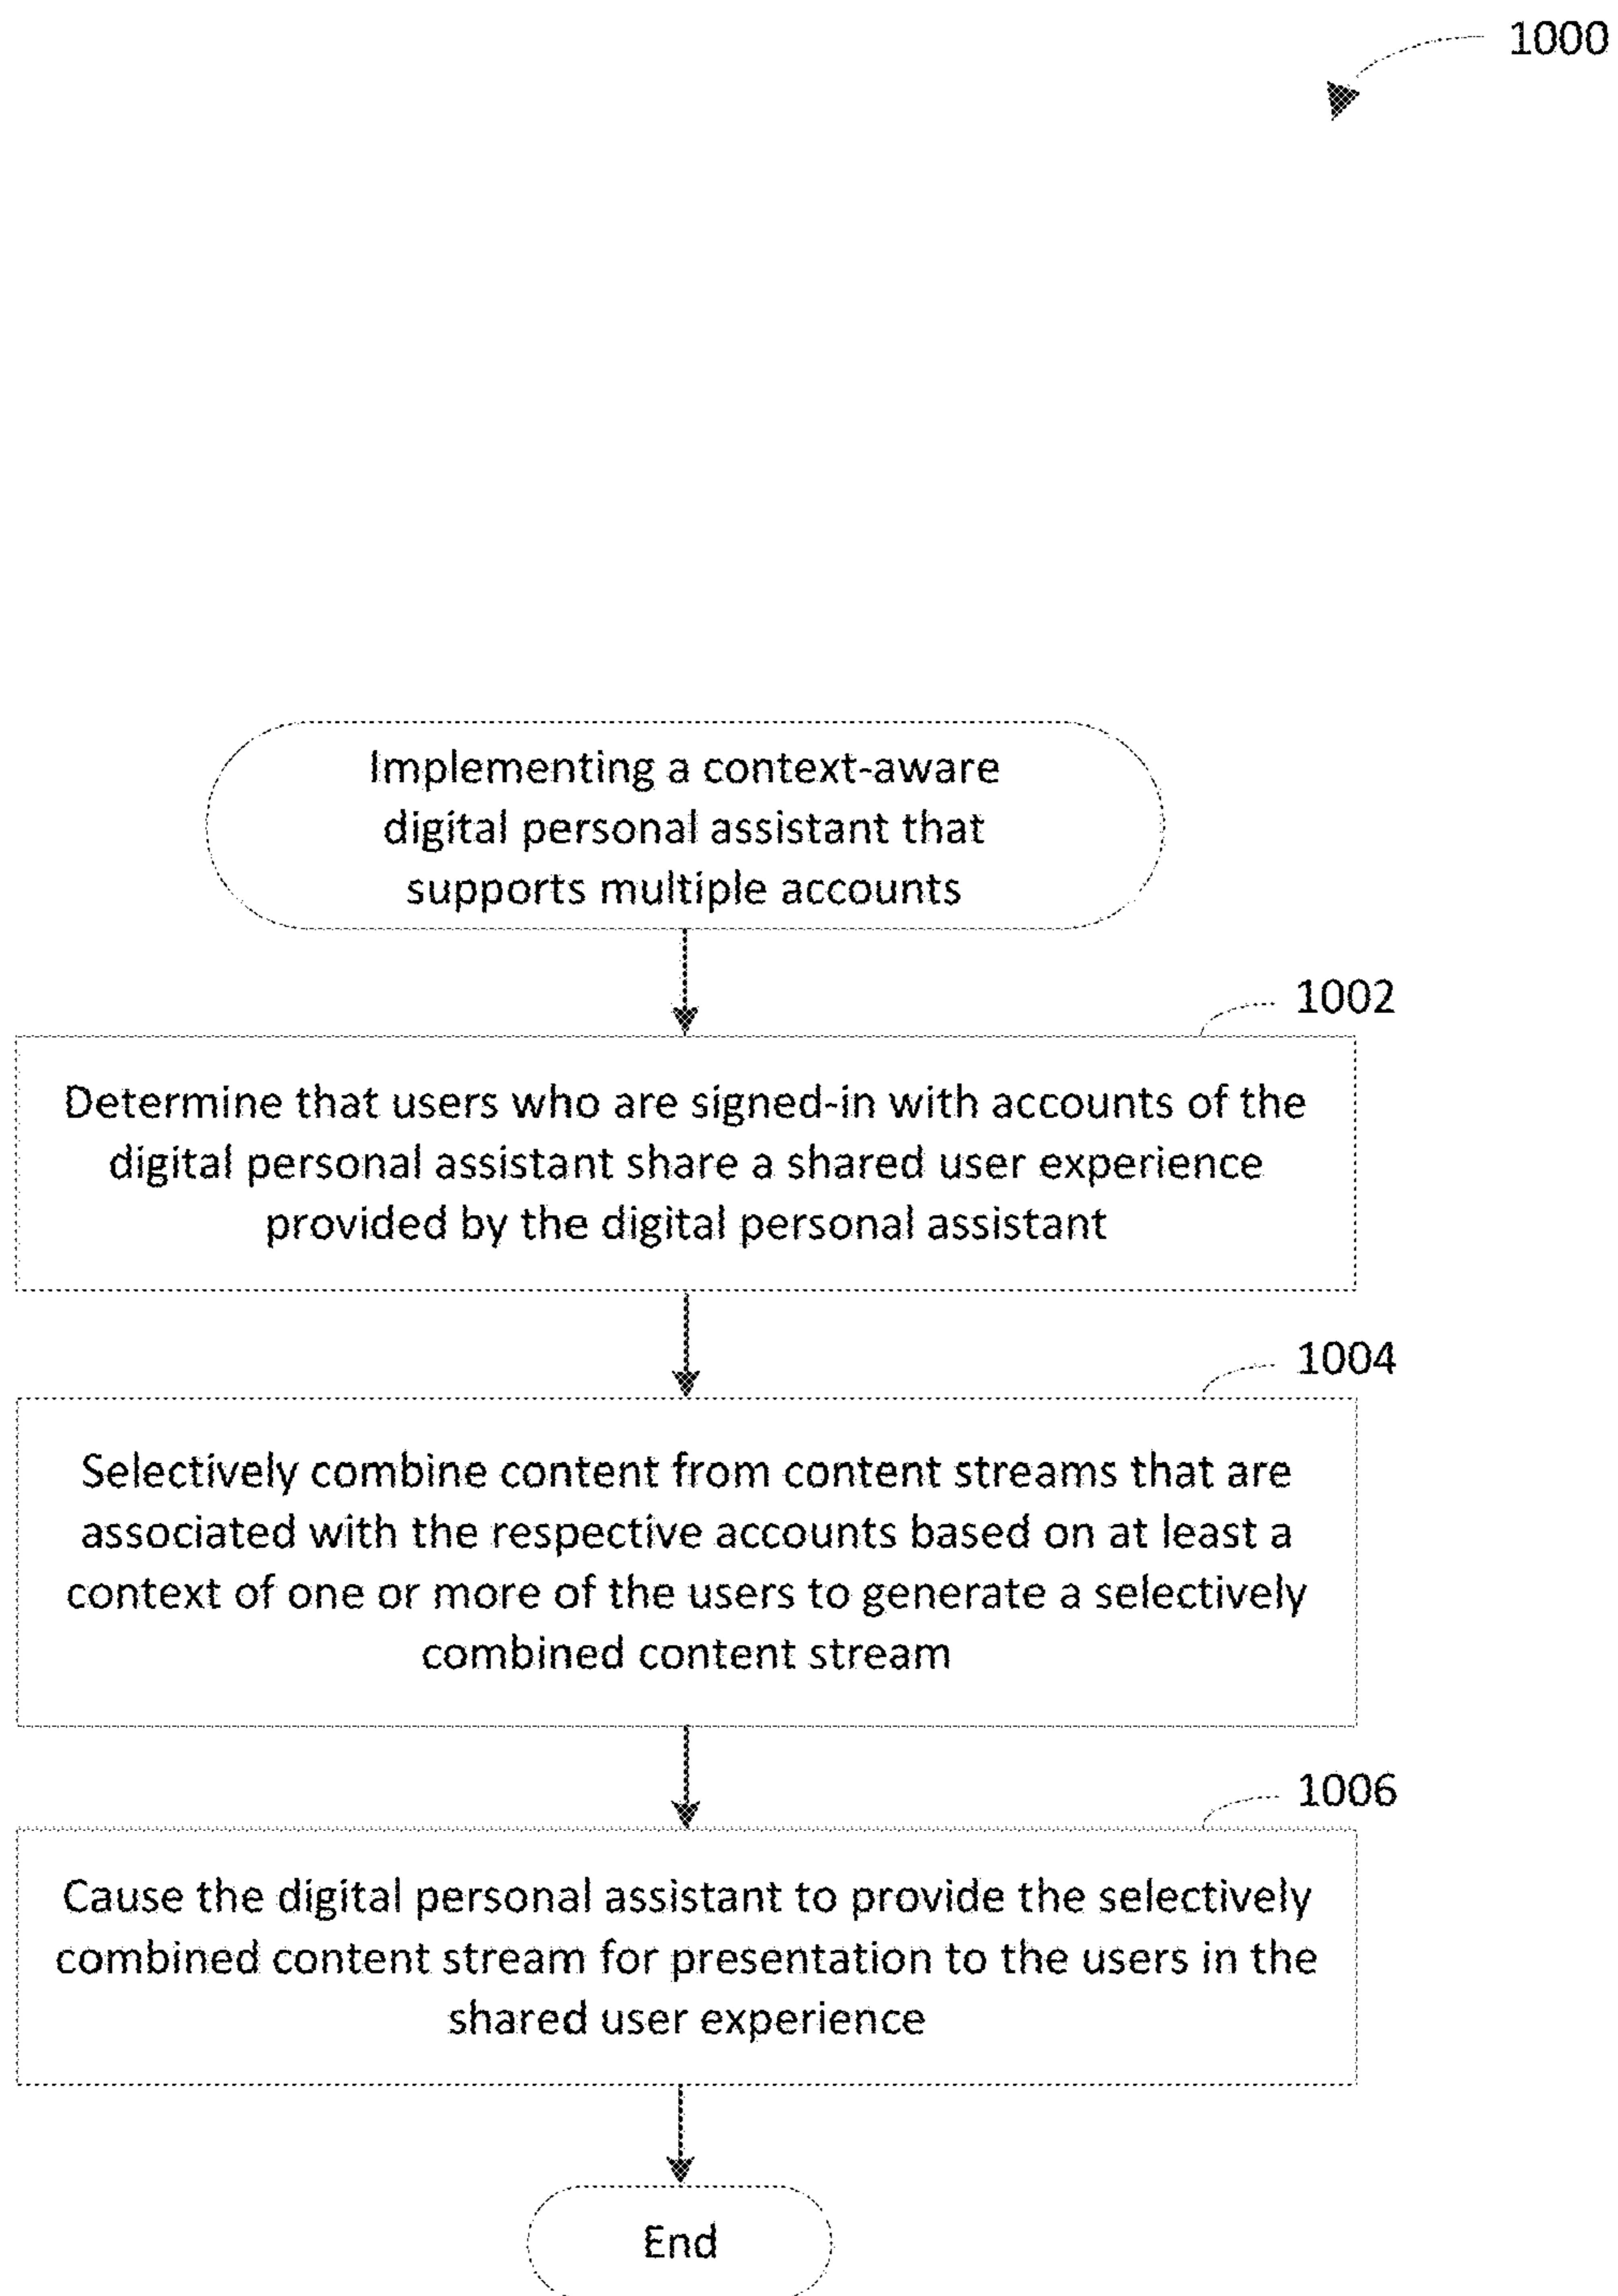 1000
Implementing a context-aware
digital personal assistant that
supports multiple accounts
1002
Determine that users who are signed-in with accounts of the
digital personal assistant share a shared user experience
provided by the digital personal assistant
1004
Selectively combine content from content streams that are
associated with the respective accounts based on at least a
context of one or more of the users to generate a selectively
combined content stream
1006
Cause the digital personal assistant to provide the selectively
combined content stream for presentation to the users in the
shared user experience
End